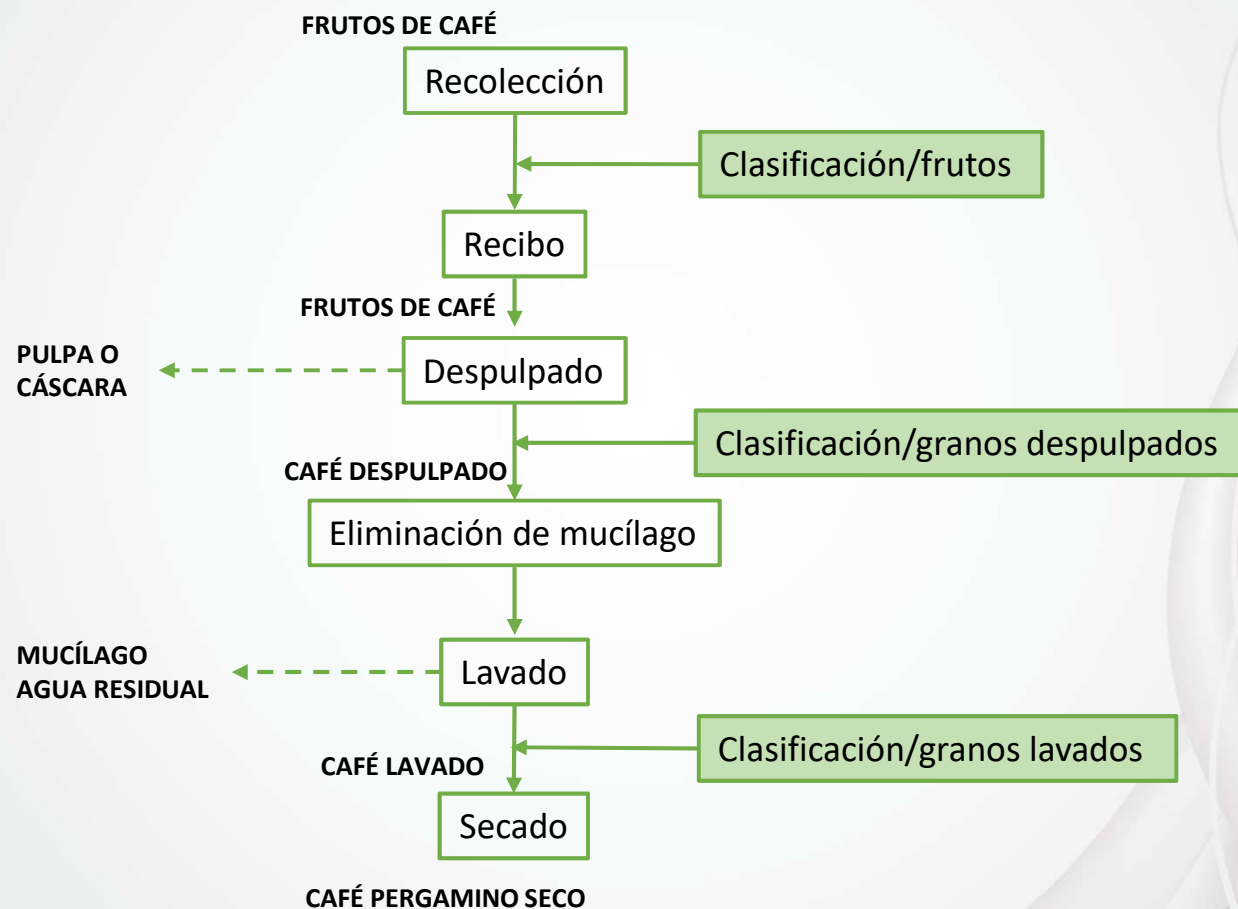 FRUTOS DE CAFÉ
Recolección
Clasificación/frutos
Recibo
FRUTOS DE CAFÉ
PULPA O
CÁSCARA
Despulpado
Clasificación/granos despulpados
CAFÉ DESPULPADO
Eliminación de mucílago
MUCÍLAGO
AGUA RESIDUAL
Lavado
Clasificación/granos lavados
CAFÉ LAVADO
Secado
CAFÉ PERGAMINO SECO